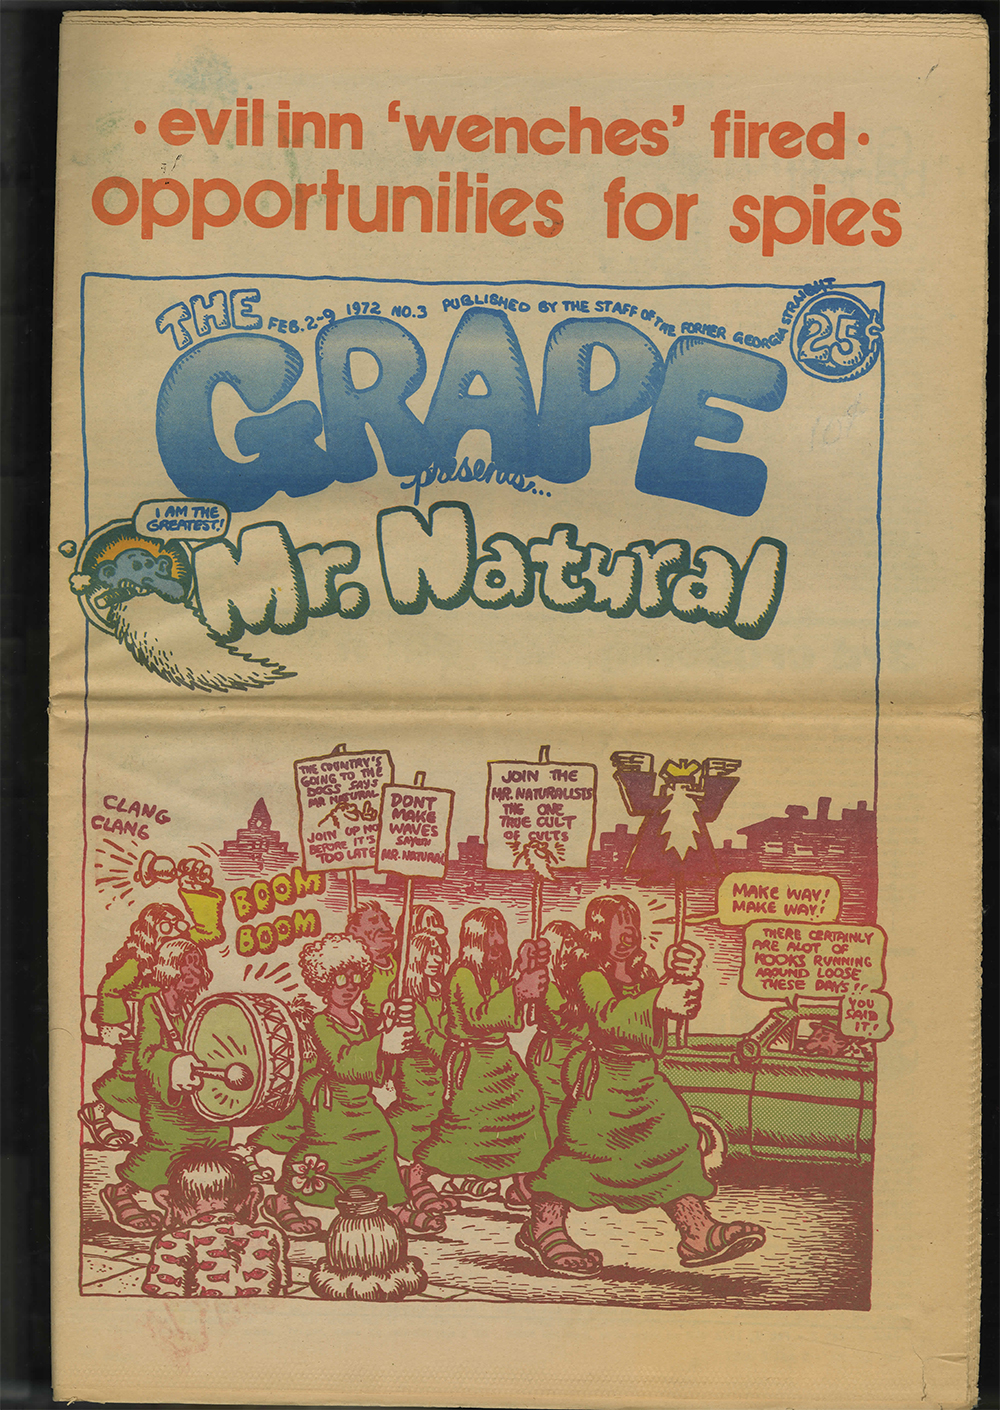 • evil inn ‘wenches’ fired •
opportunities for spies
THE
FEB. 2-9 1972 NO. 3 PUBLISHED BY THE STAFF OF THE FORMER GEORGIA STRAIGHT
25¢
GRAPE
presents...
I AM THE
GREATEST!
Mr. Natural
THE COUNTRY'S
GOING TO THE
DOGS SAYS
MR NATURAL
JOIN UP NO
BEFORE IT'S
TOO LATE
DONT
MAKE
WAVES
SAYETH
MR. NATURAL
JOIN THE
MR. NATURALISTS
THE ONE
TRUE CULT
OF CULTS
CLANG
CLANG
BOOM
BOOM
MAKE WAY!
MAKE WAY!
THERE CERTAINLY
ARE ALOT OF
KOOKS RUNNING
AROUND LOOSE
THESE DAYS!!
YOU
SAID
IT!